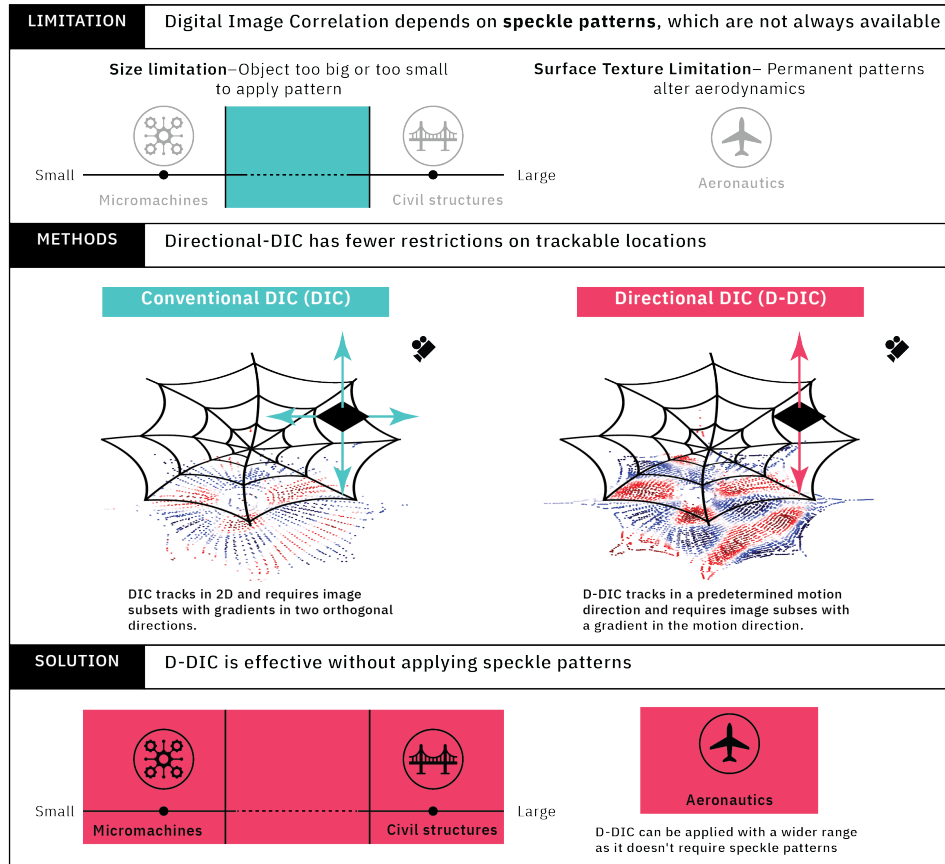 LIMITATION
Digital Image Correlation depends on speckle patterns, which are not always available
Size limitation–Object too big or too small
to apply pattern
Surface Texture Limitation– Permanent patterns
alter aerodynamics
Small
Large
Micromachines
Civil structures
Aeronautics
METHODS
Directional-DIC has fewer restrictions on trackable locations
Conventional DIC (DIC)
Directional DIC (D-DIC)
DIC tracks in 2D and requires image
subsets with gradients in two orthogonal
directions.
D-DIC tracks in a predetermined motion
direction and requires image subses with
a gradient in the motion direction.
SOLUTION
D-DIC is effective without applying speckle patterns
Small
Large
Micromachines
Civil structures
Aeronautics
D-DIC can be applied with a wider range
as it doesn't require speckle patterns